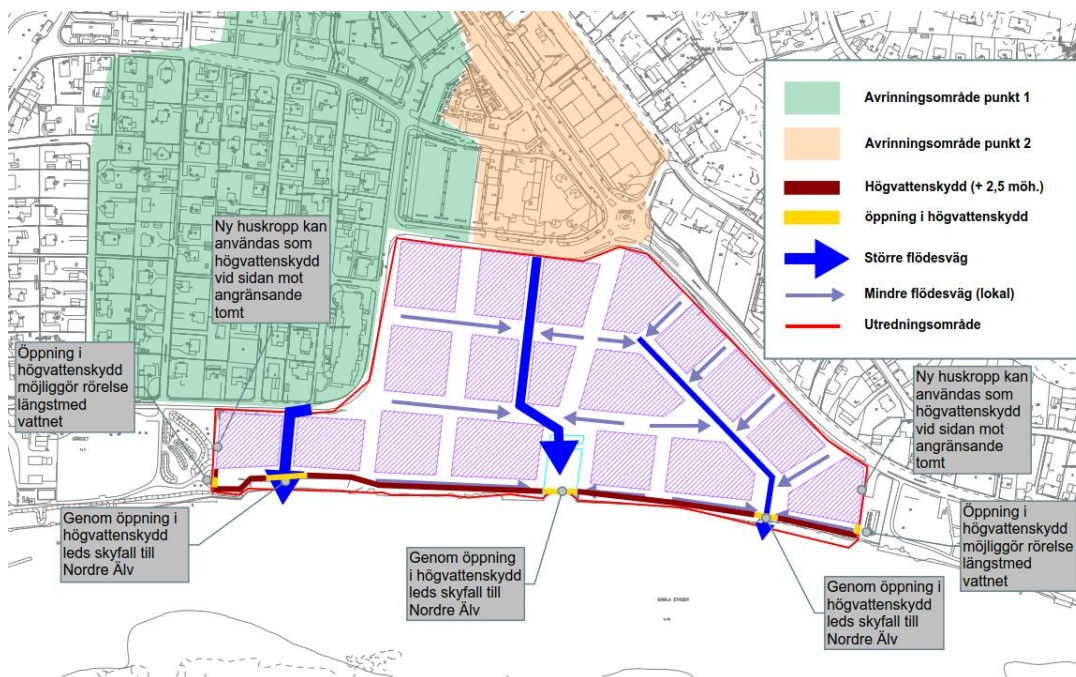 Avrinningsområde punkt 1
Avrinningsområde punkt 2
Högvattenskydd (+ 2,5 möh.)
öppning i högvattenskydd
Större flödesväg
Mindre flödesväg (lokal)
Utredningsområde
Ny huskropp kan
användas som
högvattenskydd
vid sidan mot
angränsande
tomt
Öppning i
högvattenskydd
möjliggör rörelse
längstmed
vattnet
Genom öppning i
högvattenskydd
leds skyfall till
Nordre Älv
Genom öppning
i högvattenskydd
leds skyfall till
Nordre Älv
Genom öppning i
högvattenskydd
leds skyfall till
Nordre Älv
Ny huskropp kan
användas som
högvattenskydd
vid sidan mot
angränsande
tomt
Öppning i
högvattenskydd
möjliggör rörelse
längstmed
vattnet
GAMLA STADEN
GAMLA STADEN